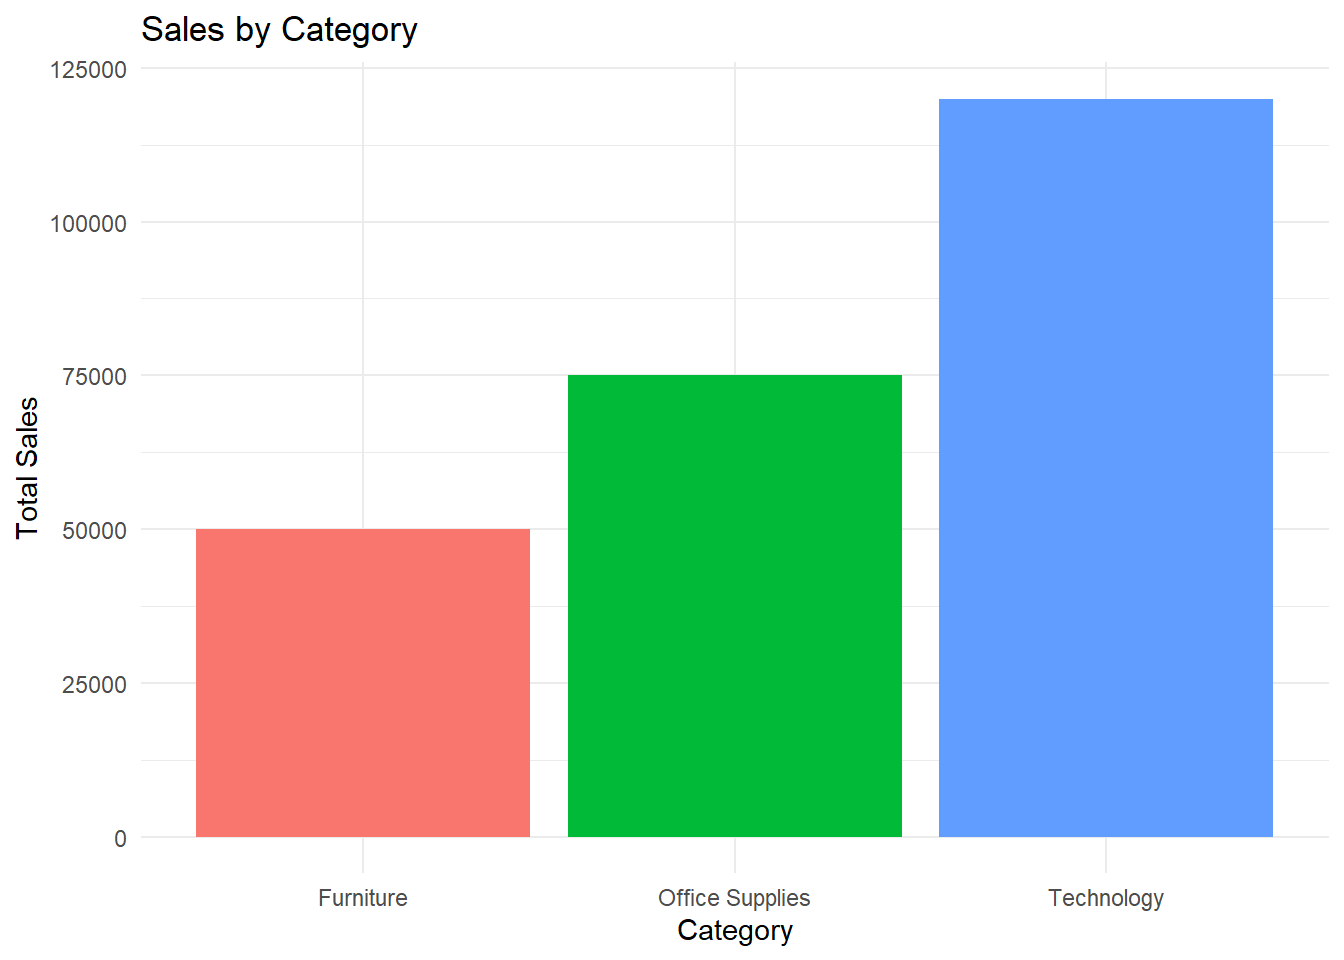 Sales by Category
125000
100000
75000
50000
25000
0
Total Sales
Furniture
Office Supplies
Technology
Category